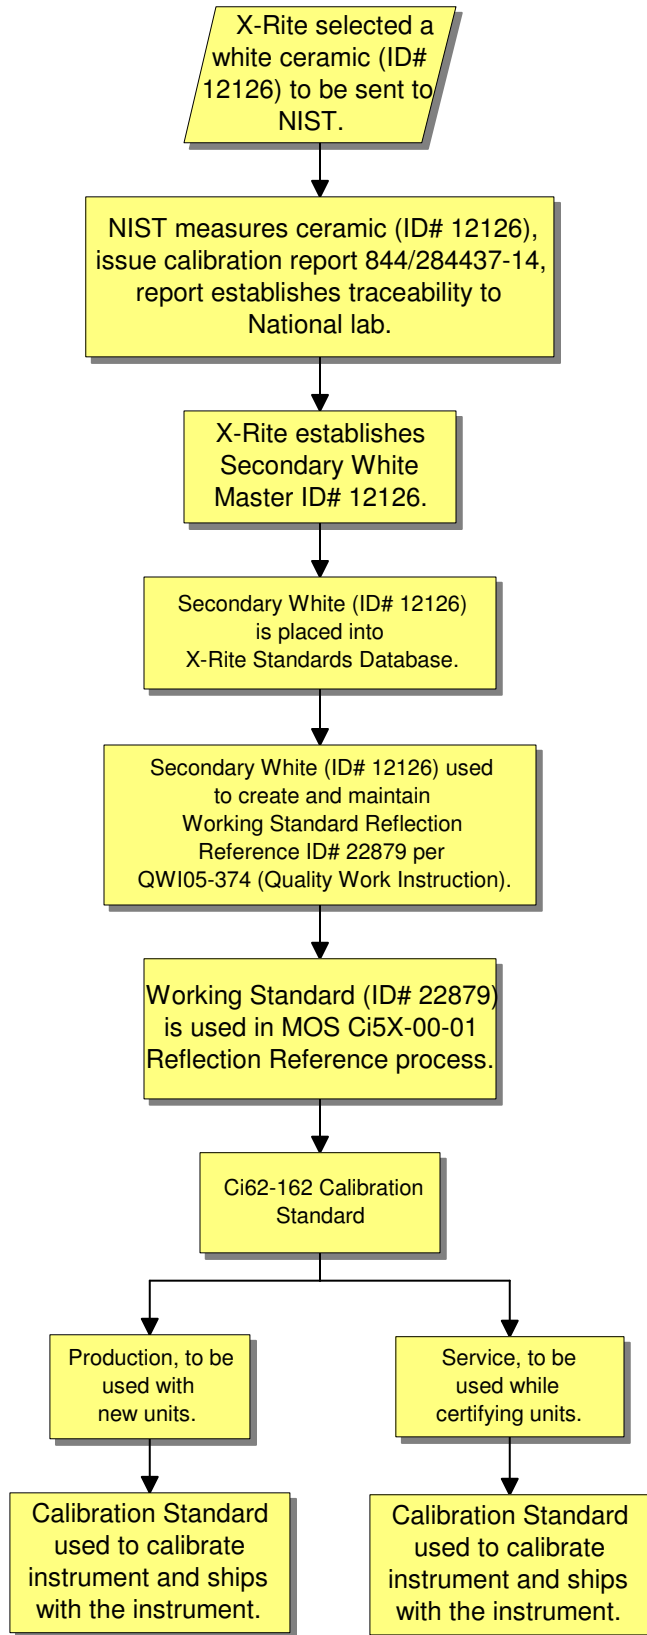 X-Rite selected a
white ceramic (ID#
12126) to be sent to
NIST.
NIST measures ceramic (ID# 12126),
issue calibration report 844/284437-14,
report establishes traceability to
National lab.
X-Rite establishes
Secondary White
Master ID# 12126.
Secondary White (ID# 12126)
is placed into
X-Rite Standards Database.
Secondary White (ID# 12126) used
to create and maintain
Working Standard Reflection
Reference ID# 22879 per
QWI05-374 (Quality Work Instruction).
Working Standard (ID# 22879)
is used in MOS Ci5X-00-01
Reflection Reference process.
Ci62-162 Calibration
Standard
Production, to be
used with
new units.
Service, to be
used while
certifying units.
Calibration Standard
used to calibrate
instrument and ships
with the instrument.
Calibration Standard
used to calibrate
instrument and ships
with the instrument.